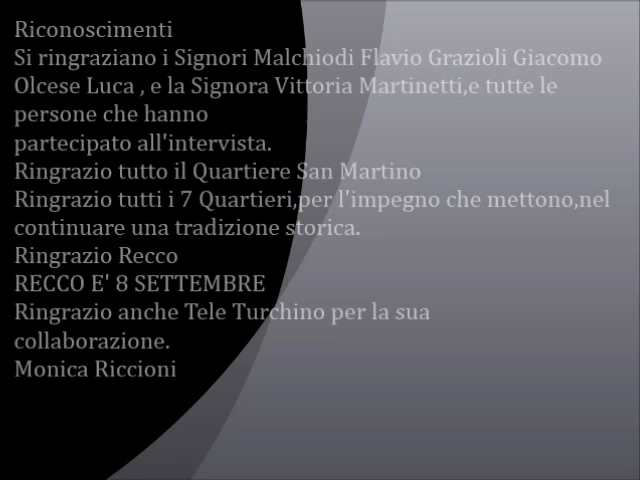 Riconoscimenti
Si ringraziano i Signori Malchiodi Flavio Grazioli Giacomo
Olcese Luca , e la Signora Vittoria Martinetti,e tutte le
persone che hanno
partecipato all'intervista.
Ringrazio tutto il Quartiere San Martino
Ringrazio tutti i 7 Quartieri,per l'impegno che mettono,nel
continuare una tradizione storica.
Ringrazio Recco
RECCO E' 8 SETTEMBRE
Ringrazio anche Tele Turchino per la sua
collaborazione.
Monica Riccioni